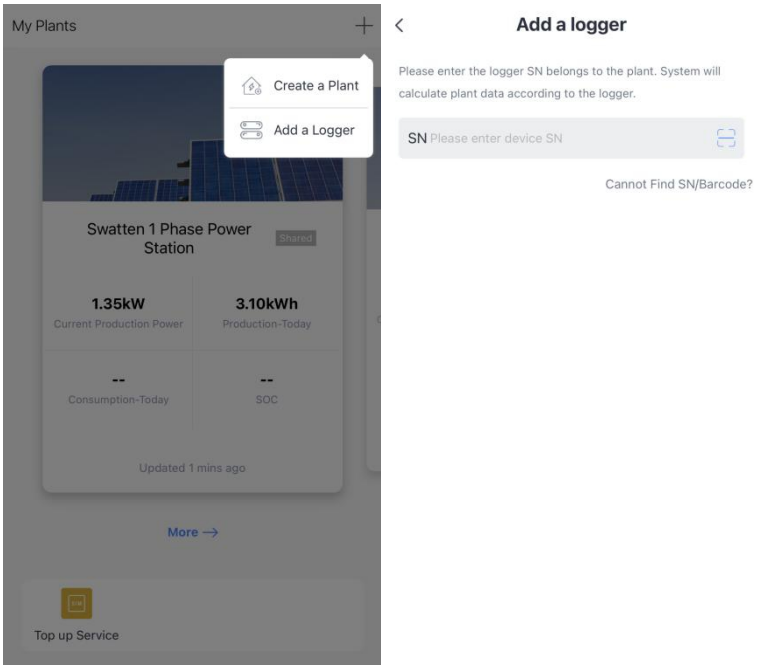 My Plants
Create a Plant
Add a Logger
Swatten 1 Phase Power
Station
Shared
1.35kW
Current Production Power
3.10kWh
Production-Today
--
Consumption-Today
--
SOC
Updated 1 mins ago
More →
Top up Service
Add a logger
Please enter the logger SN belongs to the plant. System will
calculate plant data according to the logger.
SN Please enter device SN
Cannot Find SN/Barcode?